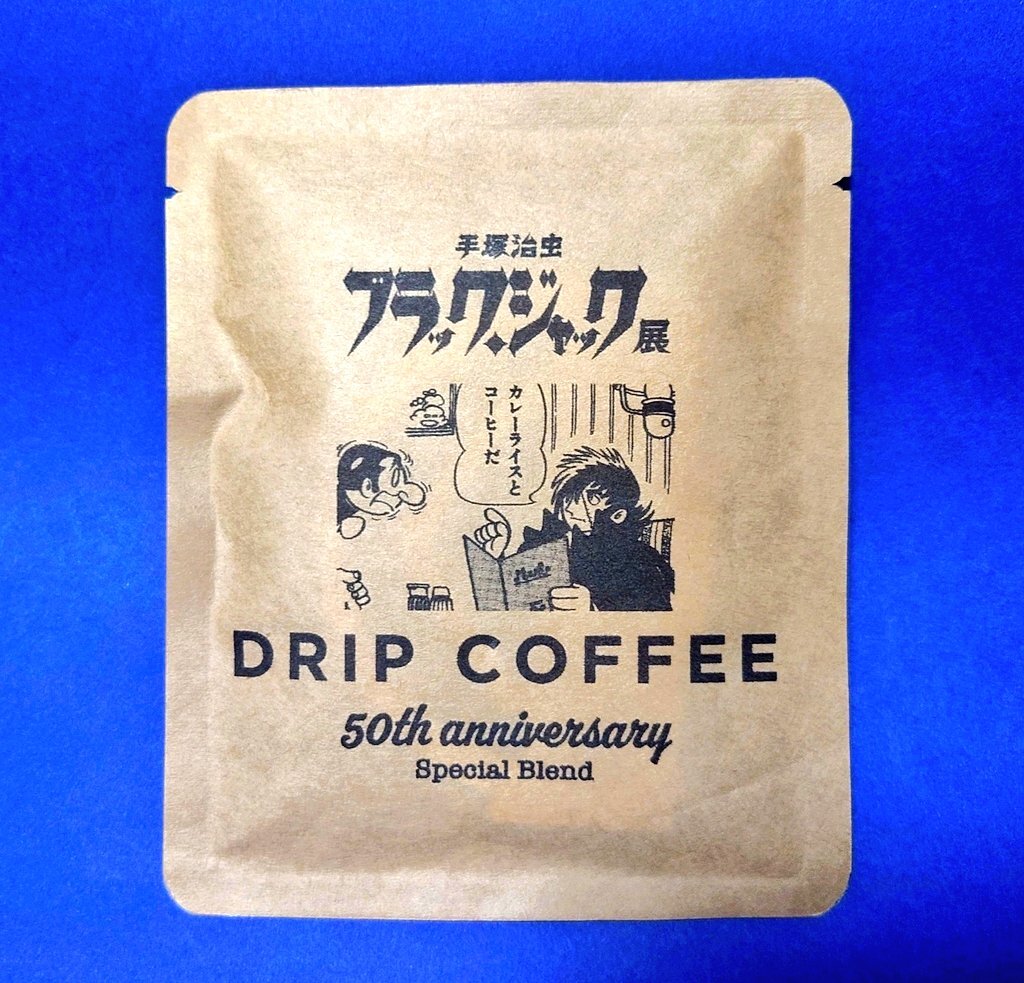 手塚治虫
ブラック・ジャック展
カレーライスと
コーヒーだ
DRIP COFFEE
50th anniversary
Special Blend